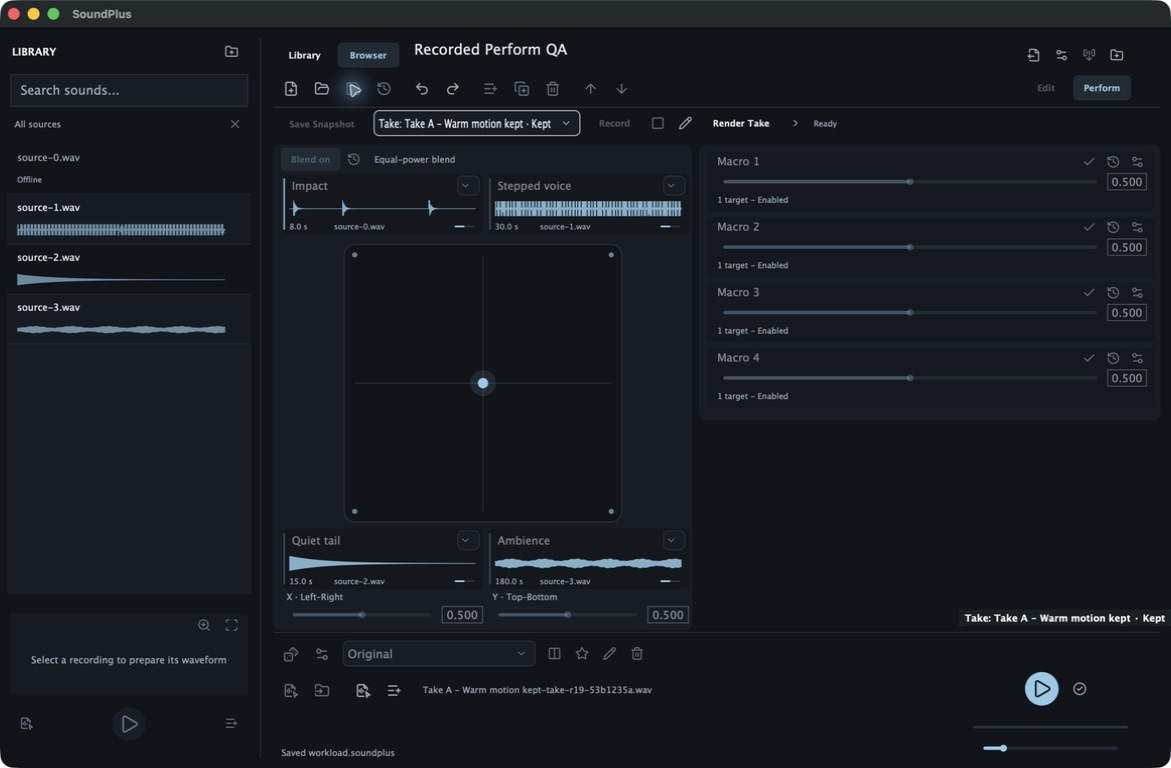 SoundPlus
LIBRARY
Search sounds...
All sources
source-0.wav
Offline
source-1.wav
source-2.wav
source-3.wav
Select a recording to prepare its waveform
Library
Browser
Recorded Perform QA
Edit
Perform
Save Snapshot
Take: Take A – Warm motion kept · Kept
Record
Render Take
Ready
Blend on
Equal-power blend
Impact
8.0 s
source-0.wav
Stepped voice
30.0 s
source-1.wav
Quiet tail
15.0 s
source-2.wav
Ambience
180.0 s
source-3.wav
X · Left-Right
0.500
Y · Top-Bottom
0.500
Macro 1
0.500
1 target – Enabled
Macro 2
0.500
1 target – Enabled
Macro 3
0.500
1 target – Enabled
Macro 4
0.500
1 target – Enabled
Take: Take A – Warm motion kept · Kept
Original
Take A – Warm motion kept-take-r19-53b1235a.wav
Saved workload.soundplus